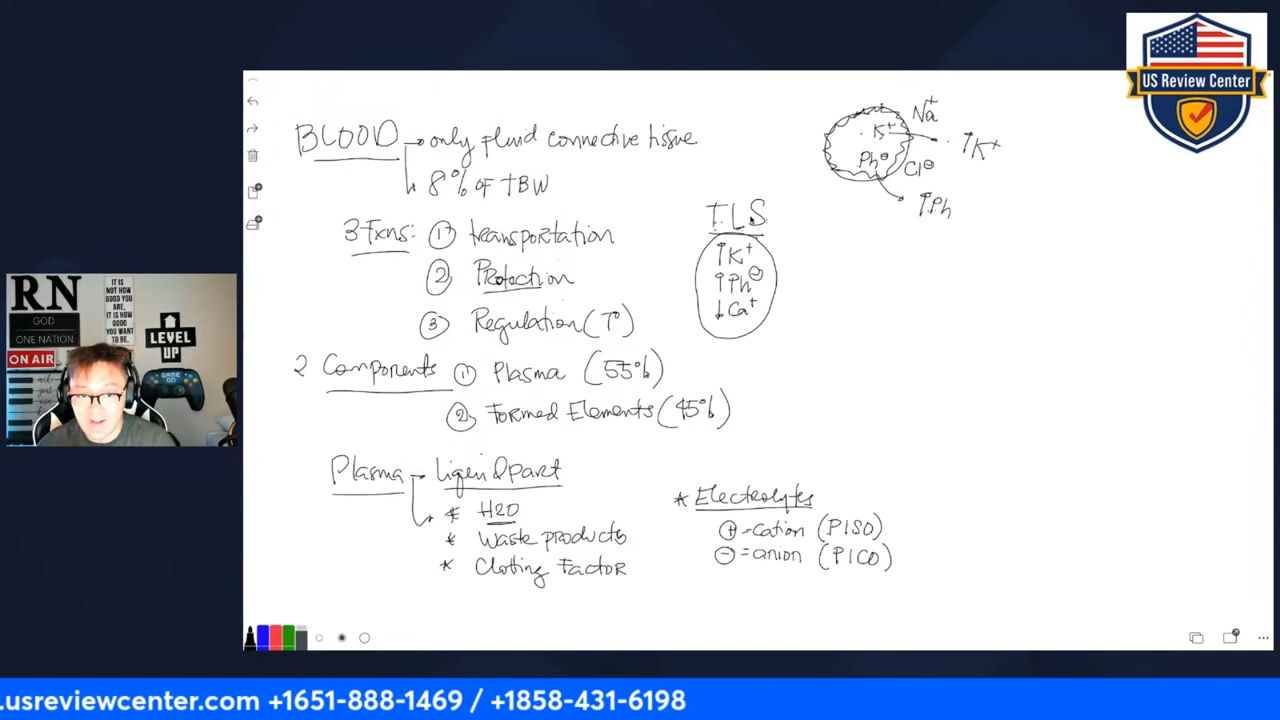 US Review Center
BLOOD → only fluid connective tissue
8% OF TBW
3 Fxns: ① transportation
② Protection
③ Regulation (T°)
TLS
↑K+
↑Ph⊖
↓Ca+
Na+
K+
↑K+
Ph⊖
Cl⊖
↑Ph
2 Components ① Plasma (55%)
② Formed Elements (45%)
Plasma → liquid part
* H2O
* Waste products
* Clotting Factor
* Electrolytes
⊕ = cation (PISO)
⊖ = anion (PICO)
RN
GOD
ONE NATION
ON AIR
IT IS
NOT HOW
GOOD YOU
ARE,
IT IS HOW
GOOD
YOU WANT
TO BE.
LEVEL
UP
GAME
ON
.usreviewcenter.com +1651-888-1469 / +1858-431-6198